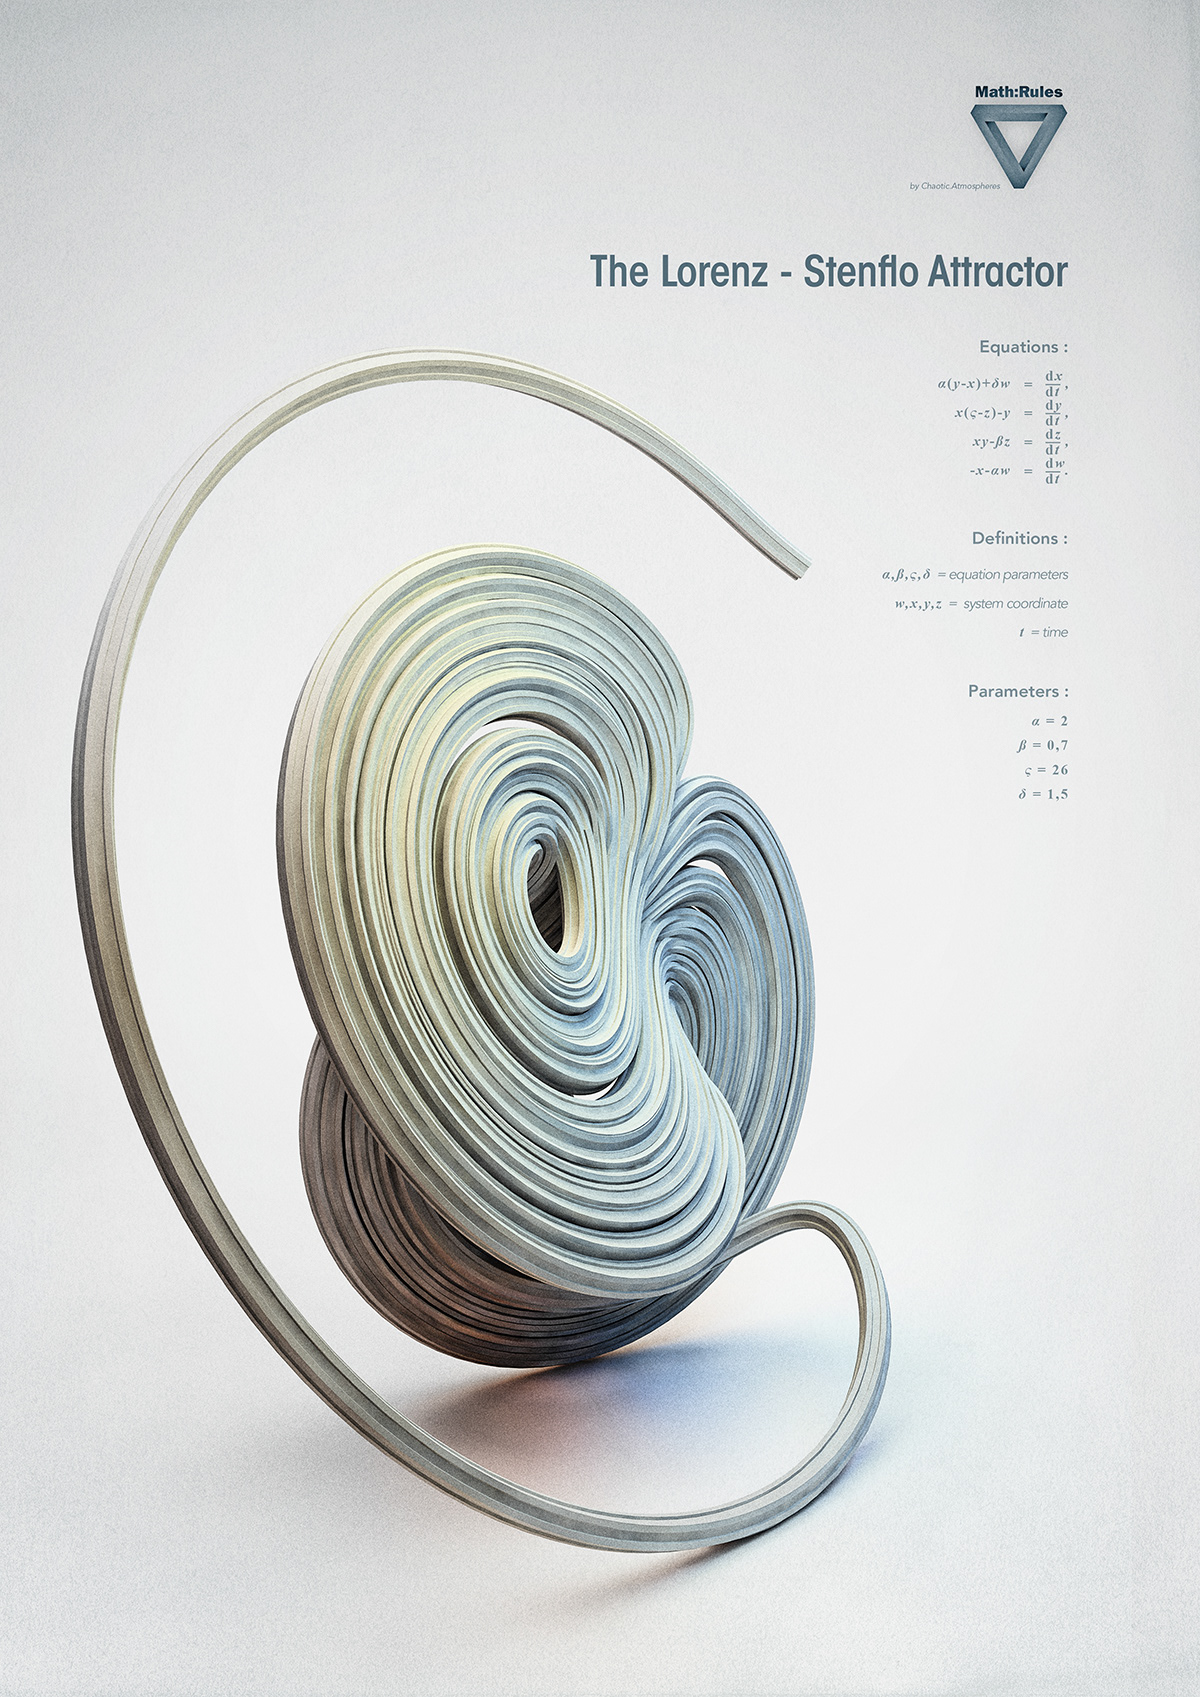 Math:Rules
by Chaotic Atmospheres
The Lorenz - Stenflo Attractor
Equations :
α(y-x)+δw = dx/dt,
x(ς-z)-y = dy/dt,
xy-βz = dz/dt,
-x-αw = dw/dt.
Definitions :
α,β,ς,δ = equation parameters
w,x,y,z = system coordinate
t = time
Parameters :
α = 2
β = 0,7
ς = 26
δ = 1,5